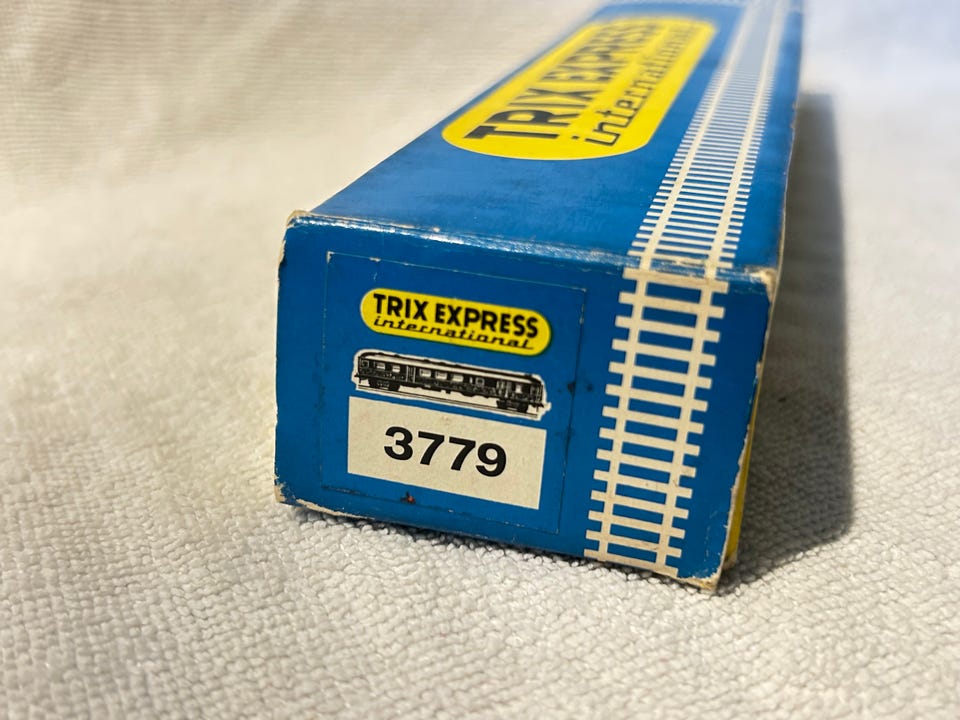 TRIX EXPRESS
international
TRIX EXPRESS
international
3779